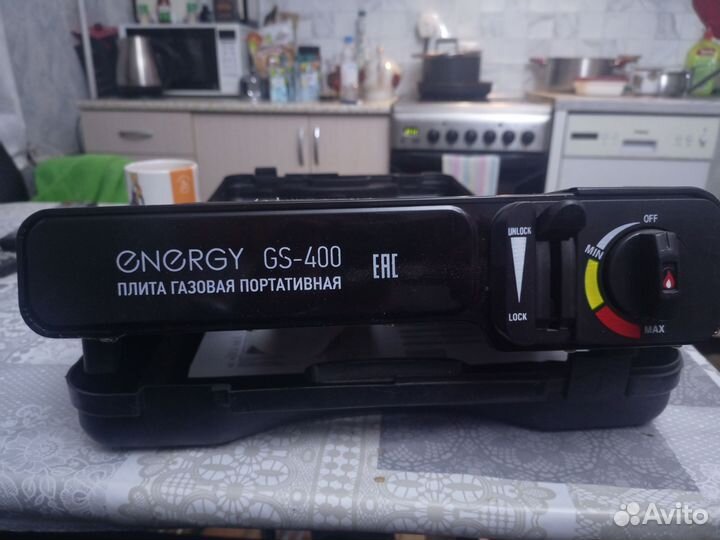 eneRGY GS-400
ПЛИТА ГАЗОВАЯ ПОРТАТИВНАЯ
EAC
UNLOCK
LOCK
OFF
MIN
MAX
Avito